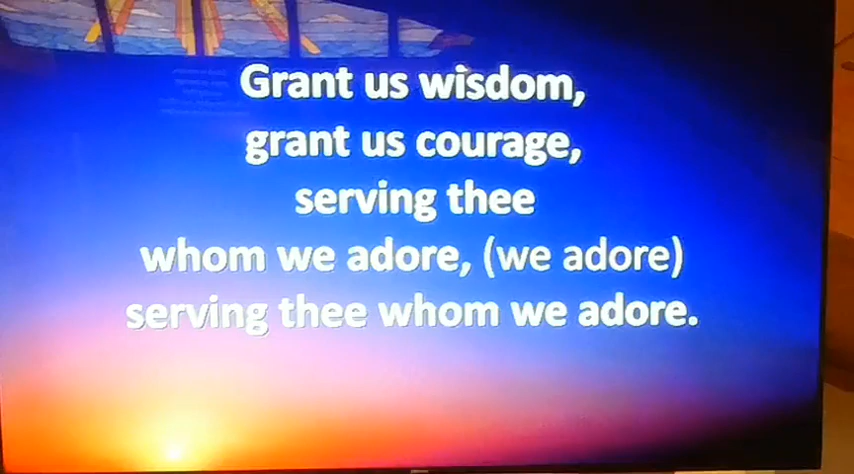 Grant us wisdom,
grant us courage,
serving thee
whom we adore, (we adore)
serving thee whom we adore.